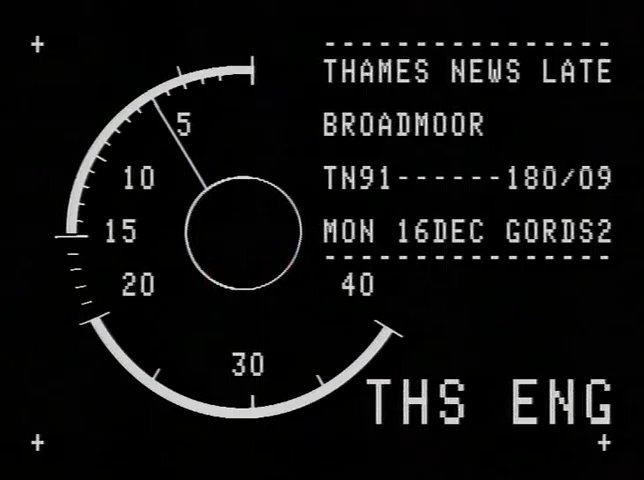 THAMES NEWS LATE
BROADMOOR
TN91------180/09
MON 16DEC GORDS2
5
10
15
20
30
40
THS ENG